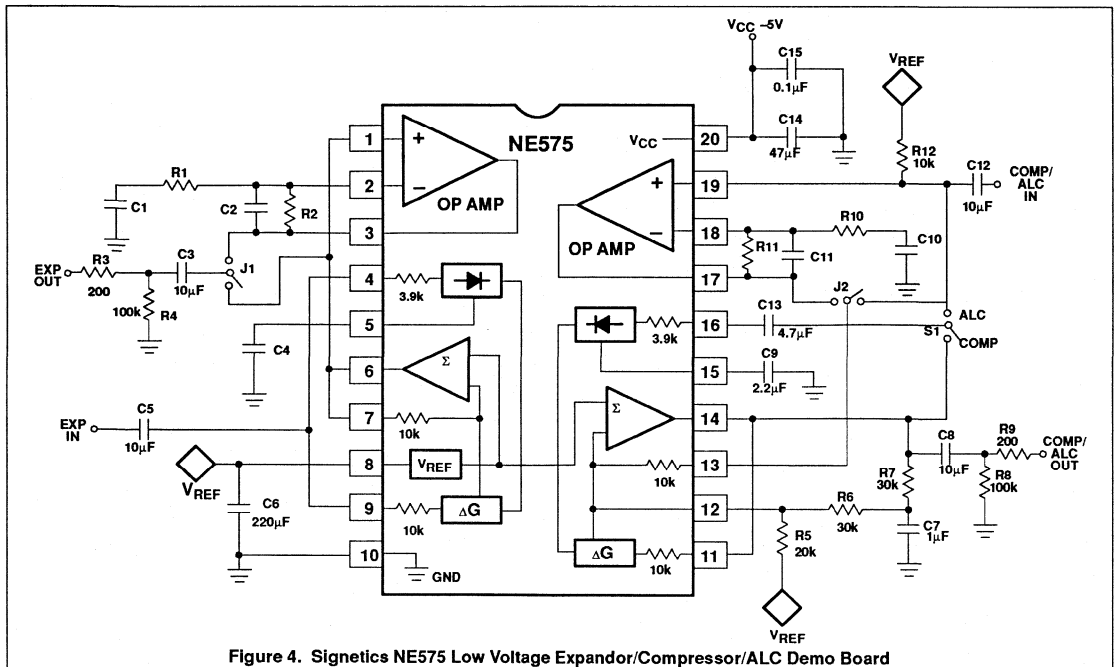 VCC –5V
C15
0.1µF
VREF
C14
47µF
R12
10k
C12
10µF
COMP/
ALC
IN
NE575
1
+
VCC
20
2
–
OP AMP
+
19
R1
C1
C2
R2
3
OP AMP
–
18
R10
R11
C11
C10
EXP
OUT
R3
200
C3
10µF
J1
100k
R4
4
3.9k
17
J2
C13
4.7µF
ALC
S1
COMP
5
C4
3.9k
16
C9
2.2µF
15
6
Σ
Σ
14
EXP
IN
C5
10µF
7
10k
10k
13
C8
10µF
R9
200
COMP/
ALC
OUT
R7
30k
R8
100k
VREF
8
VREF
12
R6
30k
C6
220µF
9
10k
ΔG
C7
1µF
R5
20k
10
GND
ΔG
10k
11
VREF
Figure 4. Signetics NE575 Low Voltage Expandor/Compressor/ALC Demo Board